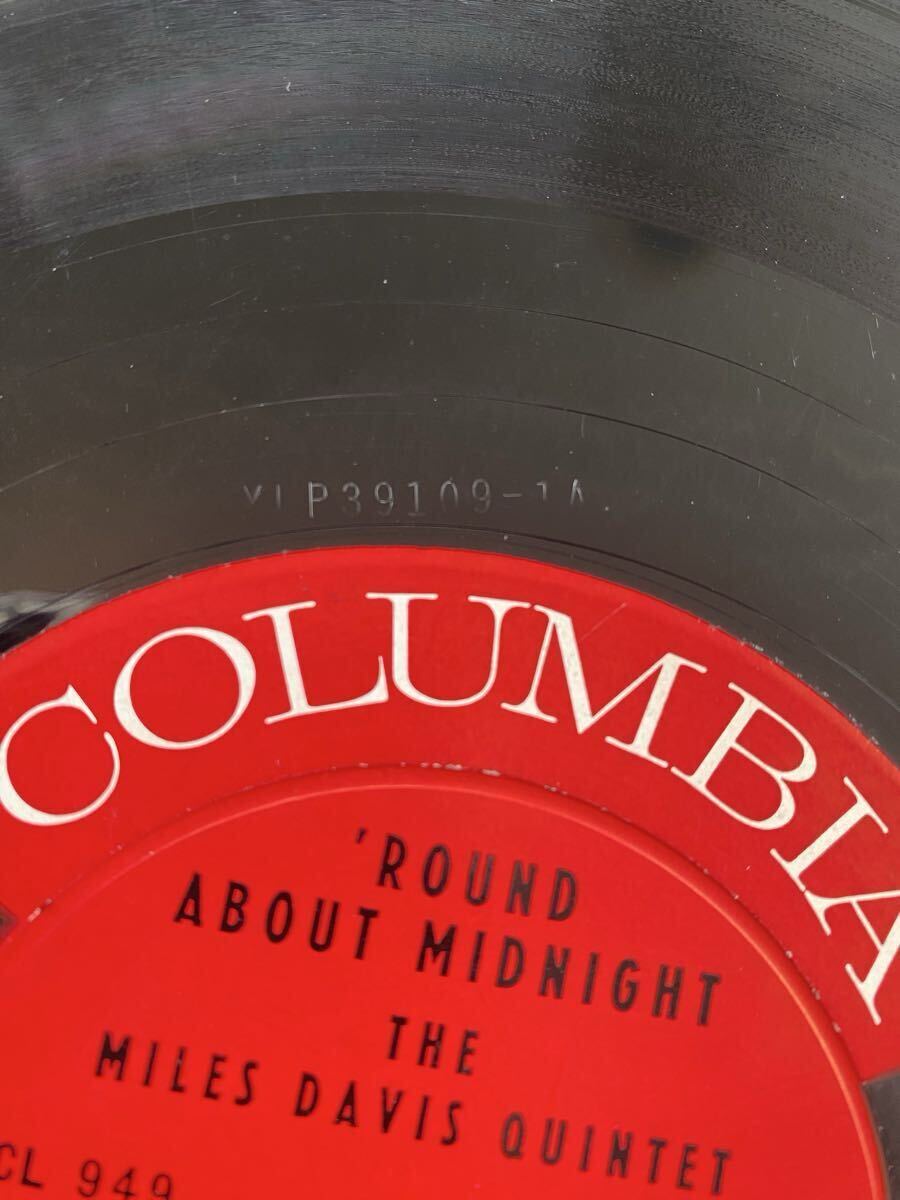 XLP39109-1A
COLUMBIA
'ROUND
ABOUT MIDNIGHT
THE
MILES DAVIS QUINTET
CL 949